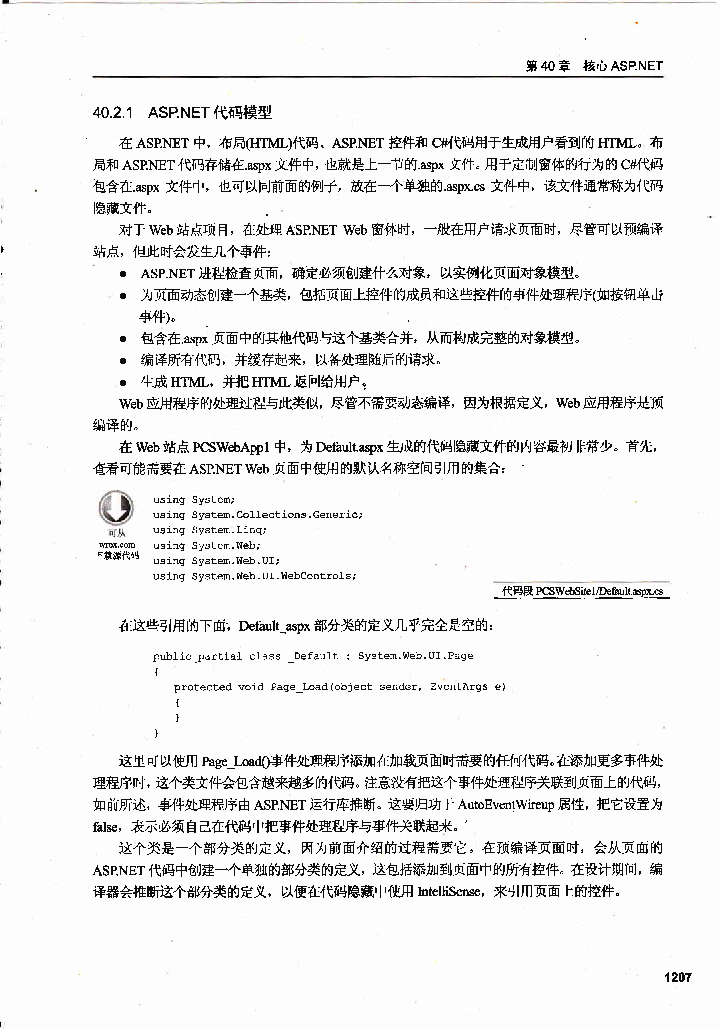 第 40 章 核心 ASP.NET
40.2.1 ASP.NET 代码模型
在 ASP.NET 中，布局(HTML)代码、ASP.NET 控件和 C#代码用于生成用户看到的 HTML。布
局和 ASP.NET 代码存储在.aspx 文件中，也就是上一节的.aspx 文件。用于定制窗体的行为的 C#代码
包含在.aspx 文件中，也可以同前面的例子，放在一个单独的.aspx.cs 文件中，该文件通常称为代码
隐藏文件。
对于 Web 站点项目，在处理 ASP.NET Web 窗体时，一般在用户请求页面时，尽管可以预编译
站点，但此时会发生几个事件：
● ASP.NET 进程检查页面，确定必须创建什么对象，以实例化页面对象模型。
● 为页面动态创建一个基类，包括页面上控件的成员和这些控件的事件处理程序(如按钮单击
事件)。
● 包含在.aspx 页面中的其他代码与这个基类合并，从而构成完整的对象模型。
● 编译所有代码，并缓存起来，以备处理随后的请求。
● 生成 HTML，并把 HTML 返回给用户。
Web 应用程序的处理过程与此类似，尽管不需要动态编译，因为根据定义，Web 应用程序是预
编译的。
在 Web 站点 PCSWebApp1 中，为 Default.aspx 生成的代码隐藏文件的内容最初非常少。首先，
查看可能需要在 ASP.NET Web 页面中使用的默认名称空间引用的集合：
using System;
using System.Collections.Generic;
using System.Linq;
using System.Web;
using System.Web.UI;
using System.Web.UI.WebControls;
可从
wrox.com
下载源代码
代码段 PCSWebSite1/Default.aspx.cs
在这些引用的下面，Default_aspx 部分类的定义几乎完全是空的：
public partial class _Default : System.Web.UI.Page
{
protected void Page_Load(object sender, EventArgs e)
{
}
}
这里可以使用 Page_Load()事件处理程序添加在加载页面时需要的任何代码。在添加更多事件处
理程序时，这个类文件会包含越来越多的代码。注意没有把这个事件处理程序关联到页面上的代码，
如前所述，事件处理程序由 ASP.NET 运行库推断。这要归功于 AutoEventWireup 属性，把它设置为
false，表示必须自己在代码中把事件处理程序与事件关联起来。
这个类是一个部分类的定义，因为前面介绍的过程需要它。在预编译页面时，会从页面的
ASP.NET 代码中创建一个单独的部分类的定义，这包括添加到页面中的所有控件。在设计期间，编
译器会推断这个部分类的定义，以便在代码隐藏中使用 IntelliSense，来引用页面上的控件。
1207